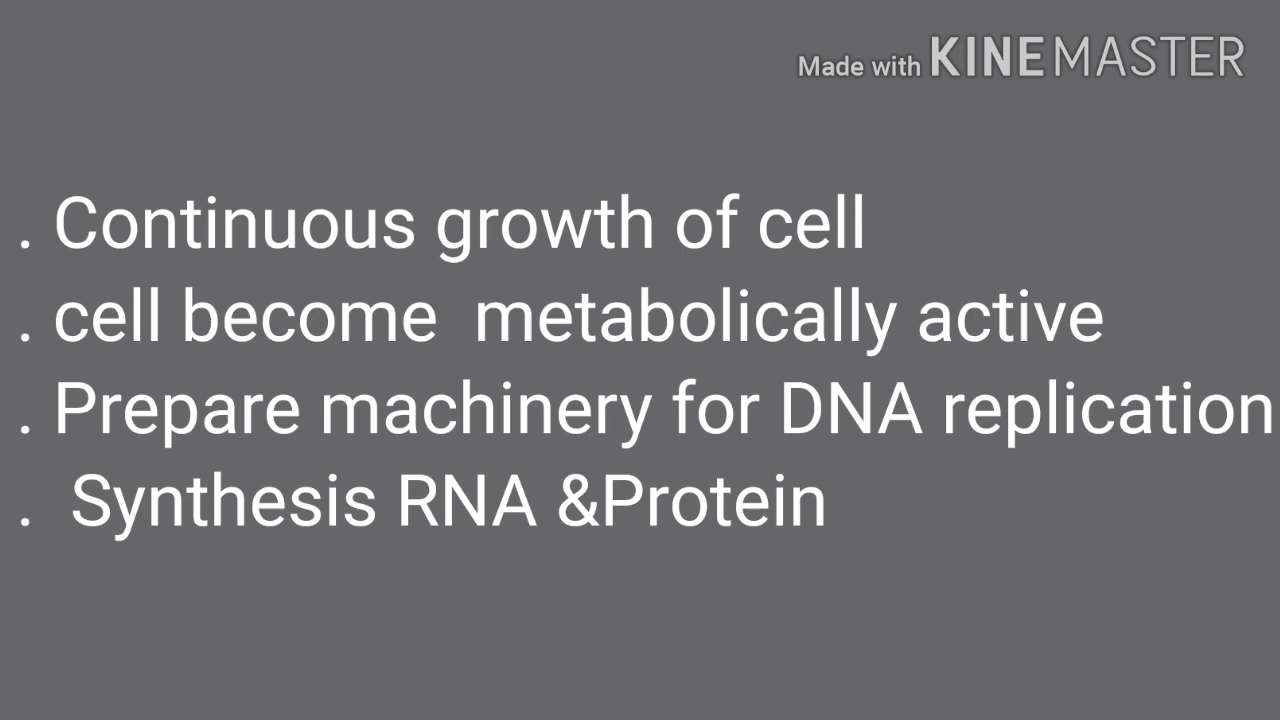 Made with KINEMASTER
. Continuous growth of cell
. cell become  metabolically active
. Prepare machinery for DNA replication
.  Synthesis RNA &Protein